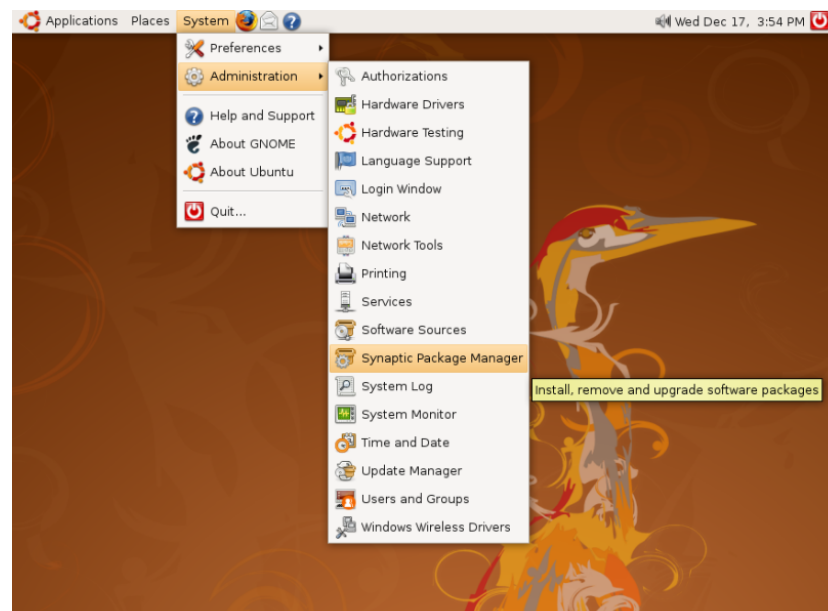 Applications Places System Wed Dec 17, 3:54 PM
Preferences
Administration
Help and Support
About GNOME
About Ubuntu
Quit...
Authorizations
Hardware Drivers
Hardware Testing
Language Support
Login Window
Network
Network Tools
Printing
Services
Software Sources
Synaptic Package Manager
Install, remove and upgrade software packages
System Log
System Monitor
Time and Date
Update Manager
Users and Groups
Windows Wireless Drivers